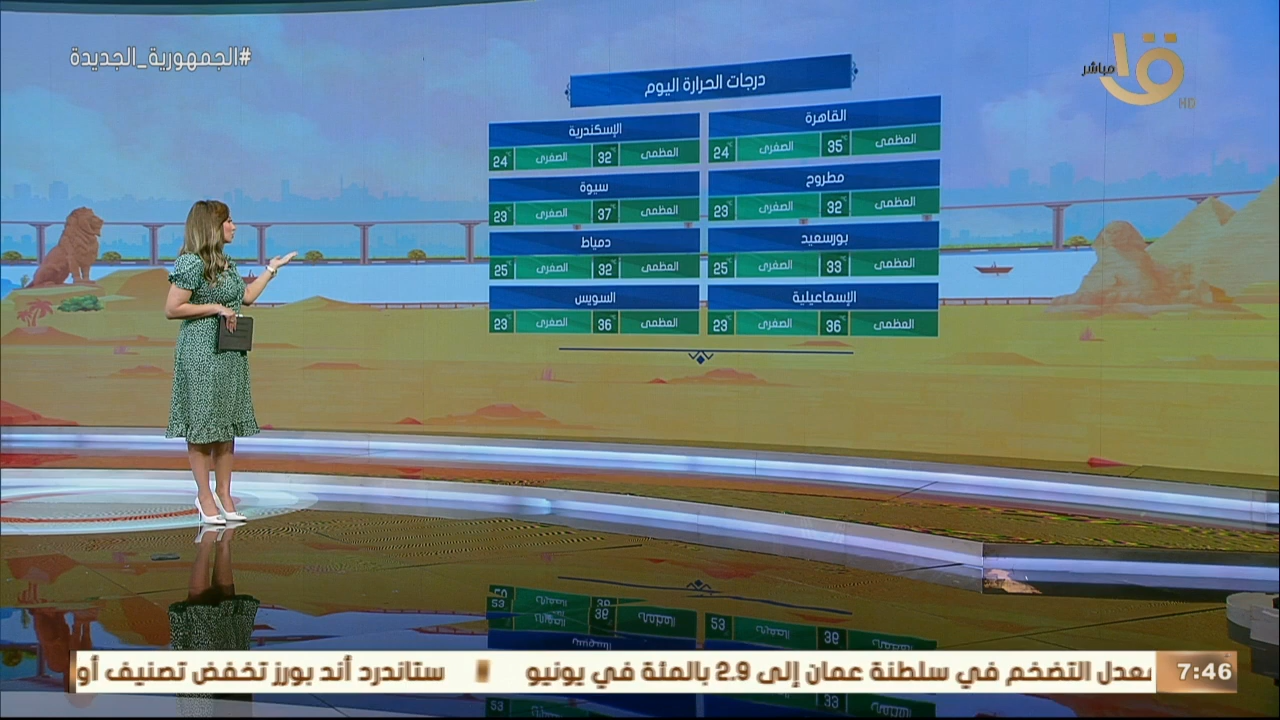 #الجمهورية_الجديدة
مباشر
HD
درجات الحرارة اليوم
القاهرة
العظمى 35° الصغرى 24°
الإسكندرية
العظمى 32° الصغرى 24°
مطروح
العظمى 32° الصغرى 23°
سيوة
العظمى 37° الصغرى 23°
بورسعيد
العظمى 33° الصغرى 25°
دمياط
العظمى 32° الصغرى 25°
الإسماعيلية
العظمى 36° الصغرى 23°
السويس
العظمى 36° الصغرى 23°
7:46
معدل التضخم في سلطنة عمان إلى 2.9 بالمئة في يونيو ستاندرد أند بورز تخفض تصنيف أو